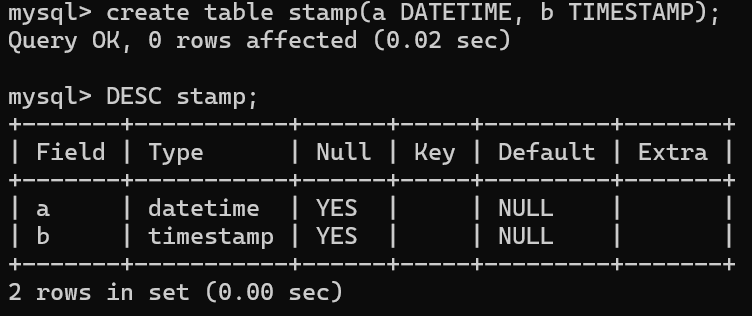 mysql> create table stamp(a DATETIME, b TIMESTAMP);
Query OK, 0 rows affected (0.02 sec)

mysql> DESC stamp;
+-------+-----------+------+-----+---------+-------+
| Field | Type      | Null | Key | Default | Extra |
+-------+-----------+------+-----+---------+-------+
| a     | datetime  | YES  |     | NULL    |       |
| b     | timestamp | YES  |     | NULL    |       |
+-------+-----------+------+-----+---------+-------+
2 rows in set (0.00 sec)